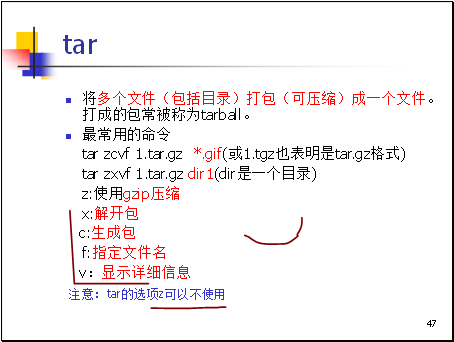 tar
将多个文件（包括目录）打包（可压缩）成一个文件。
打成的包常被称为tarball。
最常用的命令
tar zcvf 1.tar.gz *.gif(或1.tgz也表明是tar.gz格式)
tar zxvf 1.tar.gz dir1(dir是一个目录)
z:使用gzip压缩
x:解开包
c:生成包
f:指定文件名
v：显示详细信息
注意：tar的选项z可以不使用
47